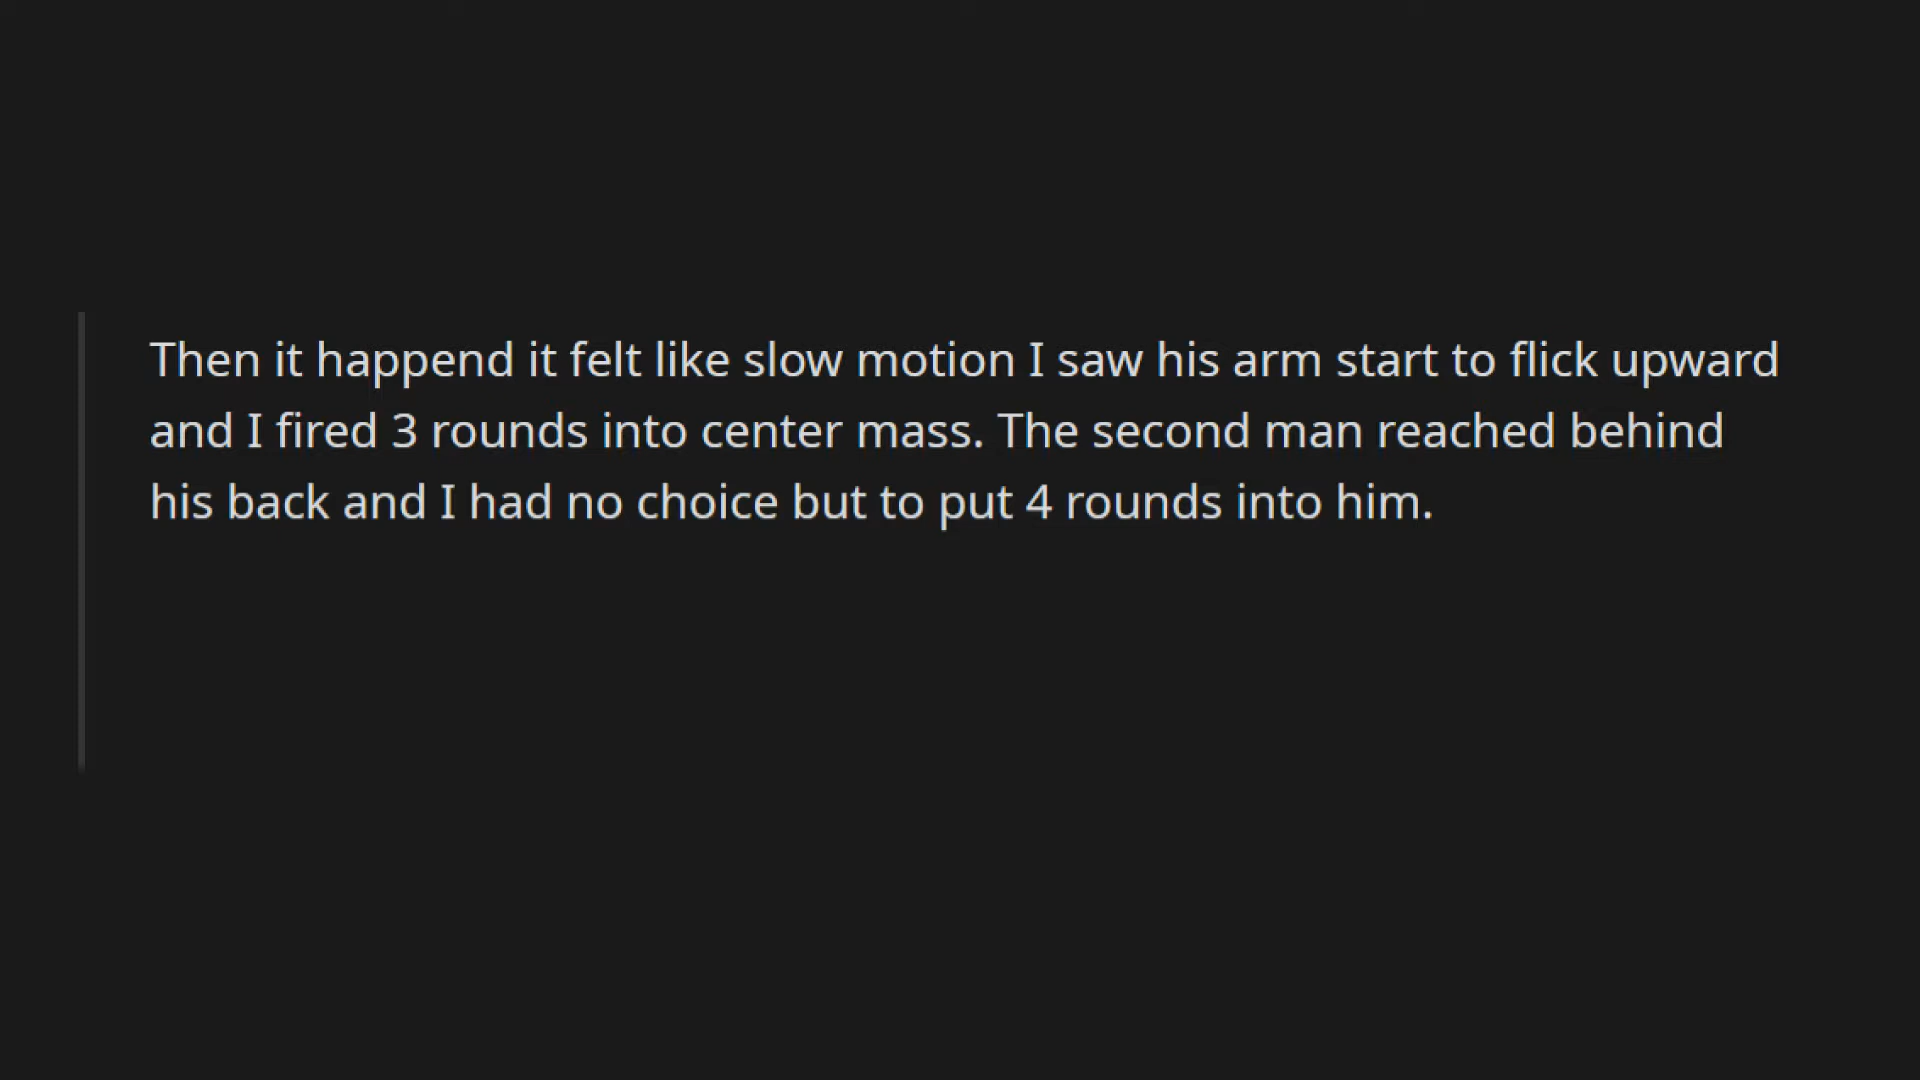 Then it happend it felt like slow motion I saw his arm start to flick upward
and I fired 3 rounds into center mass. The second man reached behind
his back and I had no choice but to put 4 rounds into him.